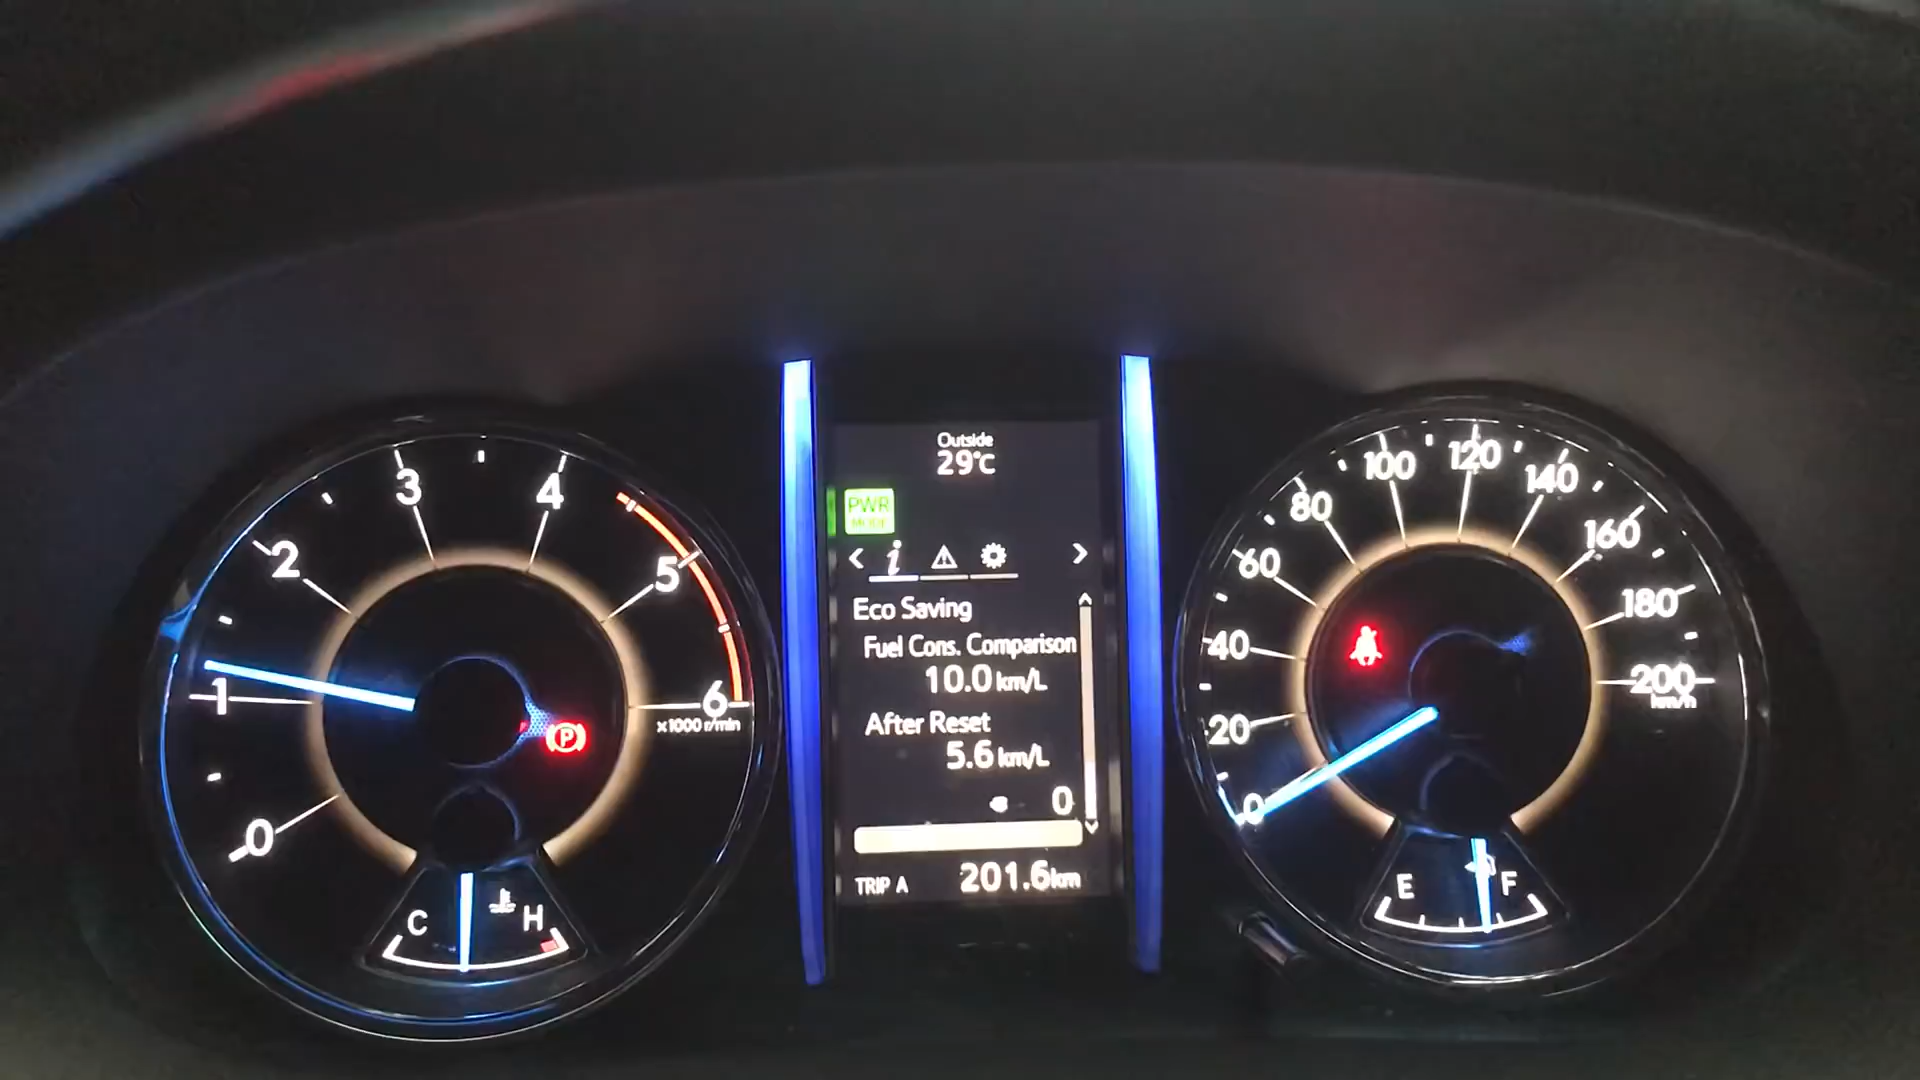 Outside
29°C
PWR
MODE
Eco Saving
Fuel Cons. Comparison
10.0 km/L
After Reset
5.6 km/L
0
TRIP A 201.6km
0
1
2
3
4
5
6
x1000 r/min
P
C H
0
20
40
60
80
100
120
140
160
180
200
km/h
E F